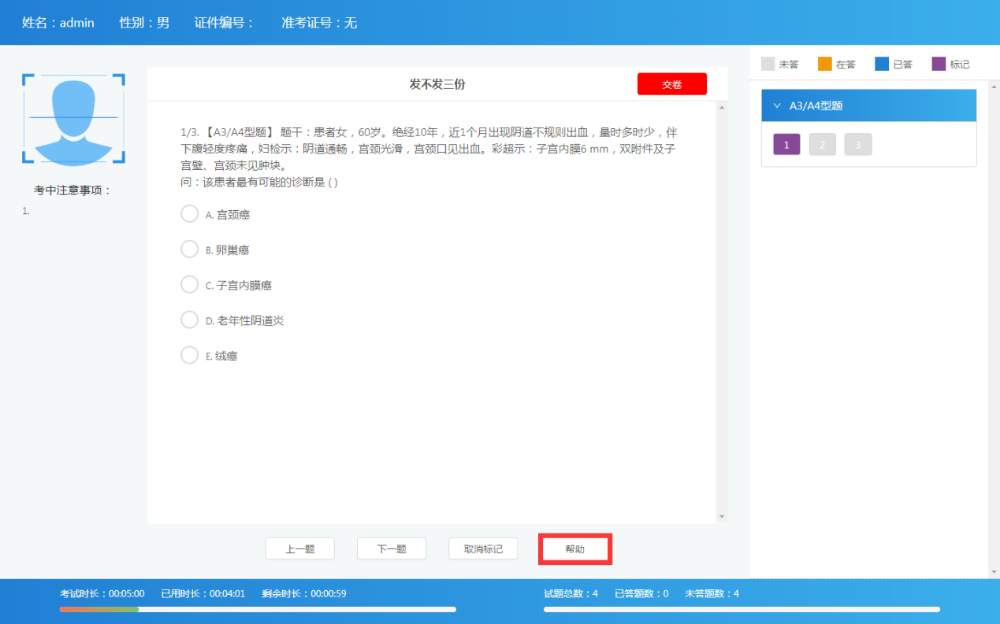 姓名：admin 性别：男 证件编号： 准考证号：无
未答 在答 已答 标记
发不发三份
交卷
A3/A4型题
1 2 3
考中注意事项：
1.
1/3. 【A3/A4型题】 题干：患者女，60岁。绝经10年，近1个月出现阴道不规则出血，量时多时少，伴
下腹轻度疼痛，妇检示：阴道通畅，宫颈光滑，宫颈口见出血。彩超示：子宫内膜6 mm，双附件及子
宫壁、宫颈未见肿块。
问：该患者最有可能的诊断是 ( )
A. 宫颈癌
B. 卵巢癌
C. 子宫内膜癌
D. 老年性阴道炎
E. 绒癌
上一题 下一题 取消标记 帮助
考试时长：00:05:00 已用时长：00:04:01 剩余时长：00:00:59
试题总数：4 已答题数：0 未答题数：4